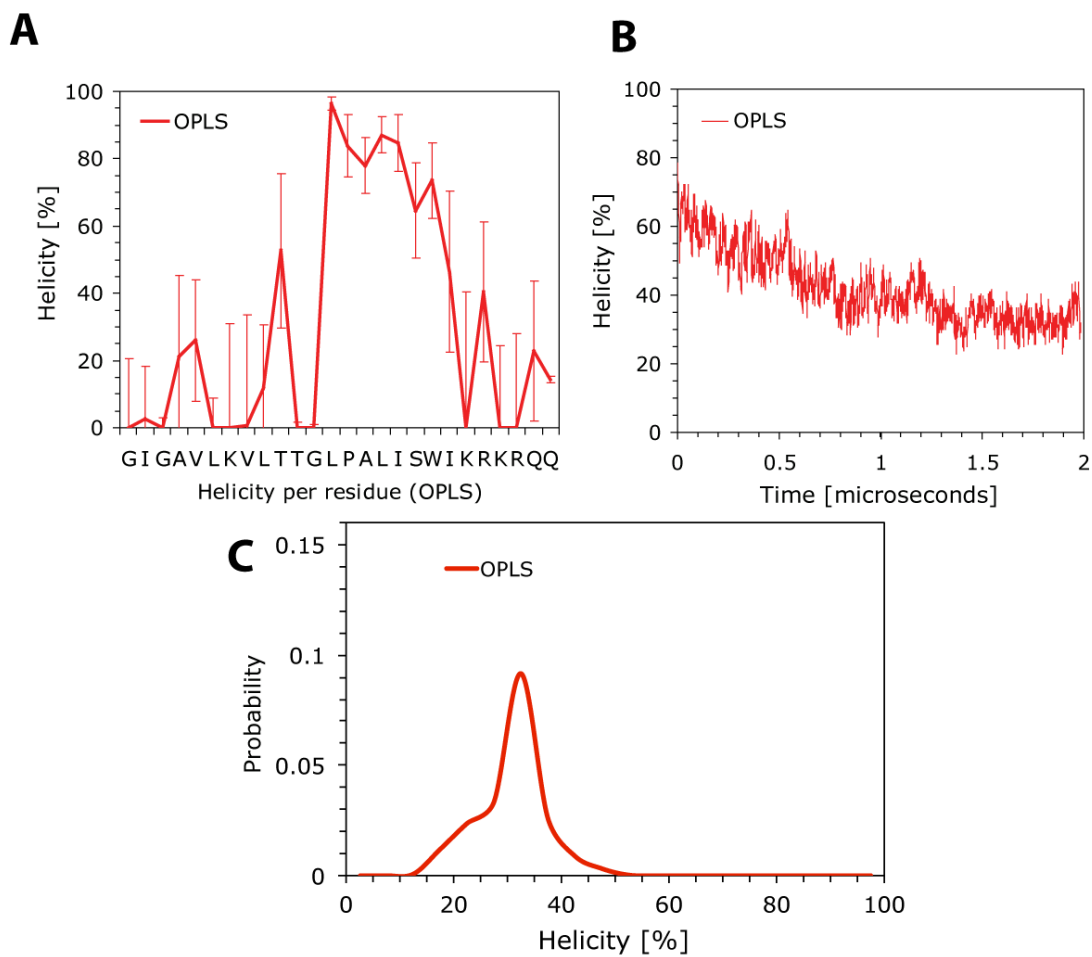 A
B
100
80
60
40
20
0
Helicity [%]
OPLS
G I G A V L K V L T T G L P A L I S W I K R K R Q Q
Helicity per residue (OPLS)
100
80
60
40
20
0
Helicity [%]
OPLS
0 0.5 1 1.5 2
Time [microseconds]
C
0.15
0.1
0.05
0
Probability
OPLS
0 20 40 60 80 100
Helicity [%]